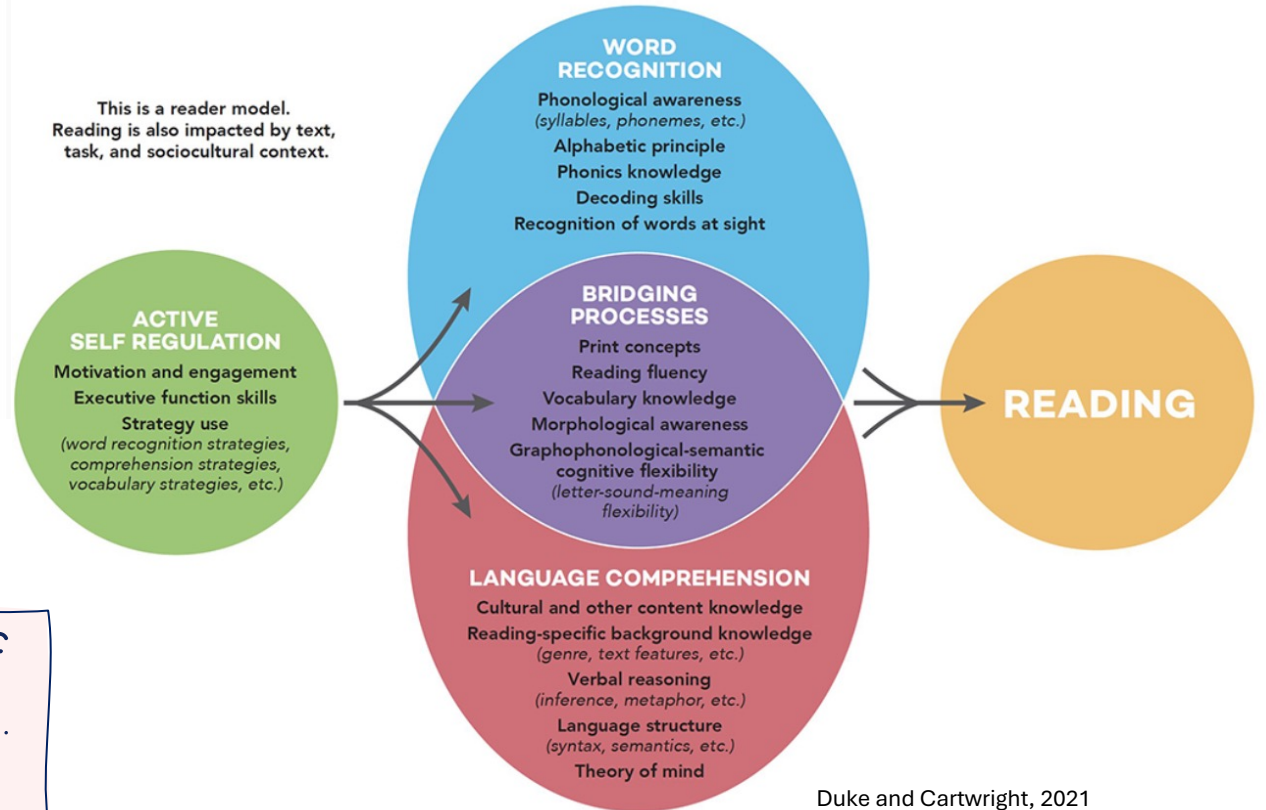 This is a reader model.
Reading is also impacted by text,
task, and sociocultural context.
ACTIVE
SELF REGULATION
Motivation and engagement
Executive function skills
Strategy use
(word recognition strategies,
comprehension strategies,
vocabulary strategies, etc.)
WORD
RECOGNITION
Phonological awareness
(syllables, phonemes, etc.)
Alphabetic principle
Phonics knowledge
Decoding skills
Recognition of words at sight
BRIDGING
PROCESSES
Print concepts
Reading fluency
Vocabulary knowledge
Morphological awareness
Graphophonological-semantic
cognitive flexibility
(letter-sound-meaning
flexibility)
LANGUAGE COMPREHENSION
Cultural and other content knowledge
Reading-specific background knowledge
(genre, text features, etc.)
Verbal reasoning
(inference, metaphor, etc.)
Language structure
(syntax, semantics, etc.)
Theory of mind
READING
Duke and Cartwright, 2021